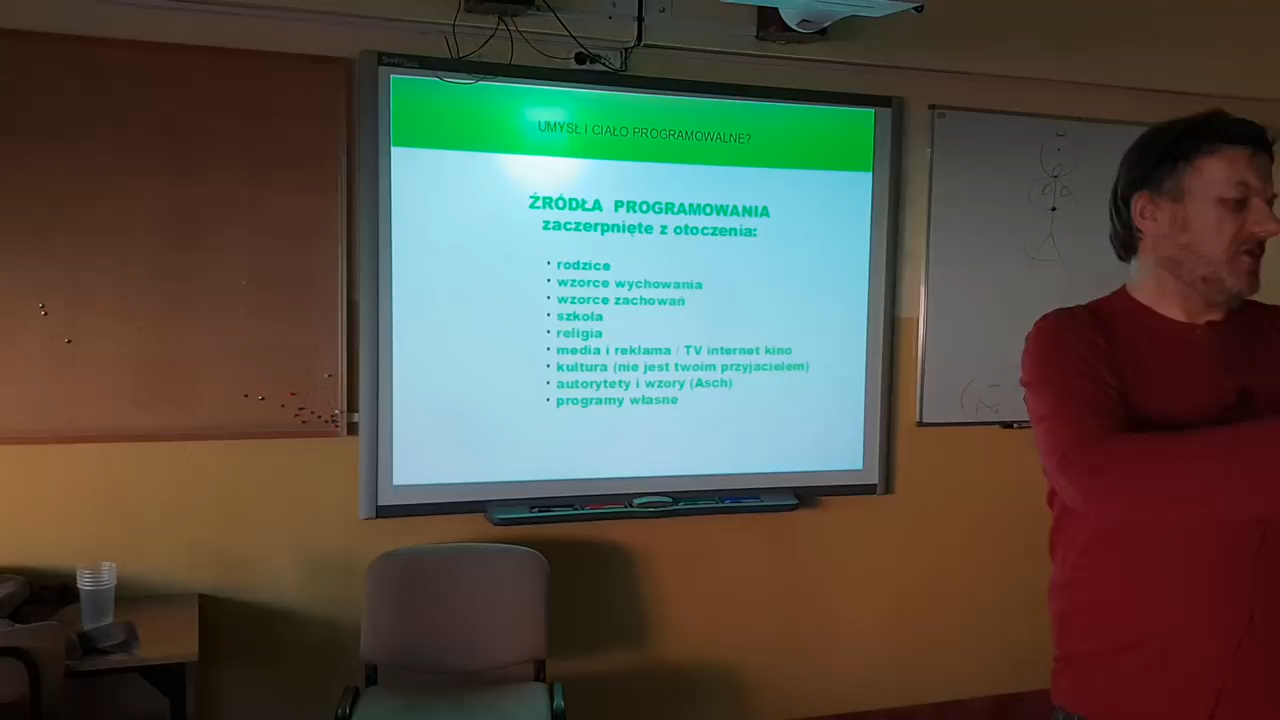 SMART
UMYSŁ I CIAŁO PROGRAMOWALNE?
ŹRÓDŁA PROGRAMOWANIA
zaczerpnięte z otoczenia:
• rodzice
• wzorce wychowania
• wzorce zachowań
• szkoła
• religia
• media i reklama / TV internet kino
• kultura (nie jest twoim przyjacielem)
• autorytety i wzory (Asch)
• programy własne